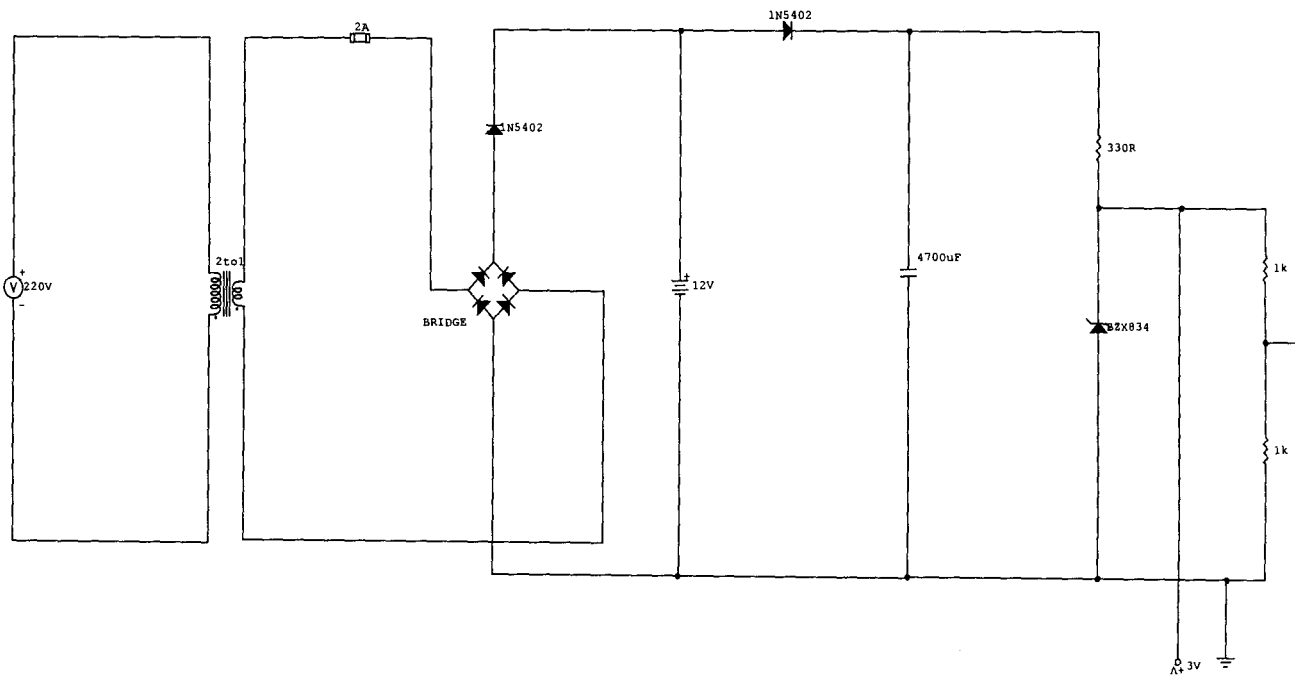 2A
1N5402
1N5402
330R
2to1
4700uF
1k
V
220V
+
-
+
12V
BRIDGE
BZX834
1k
V+ 3V